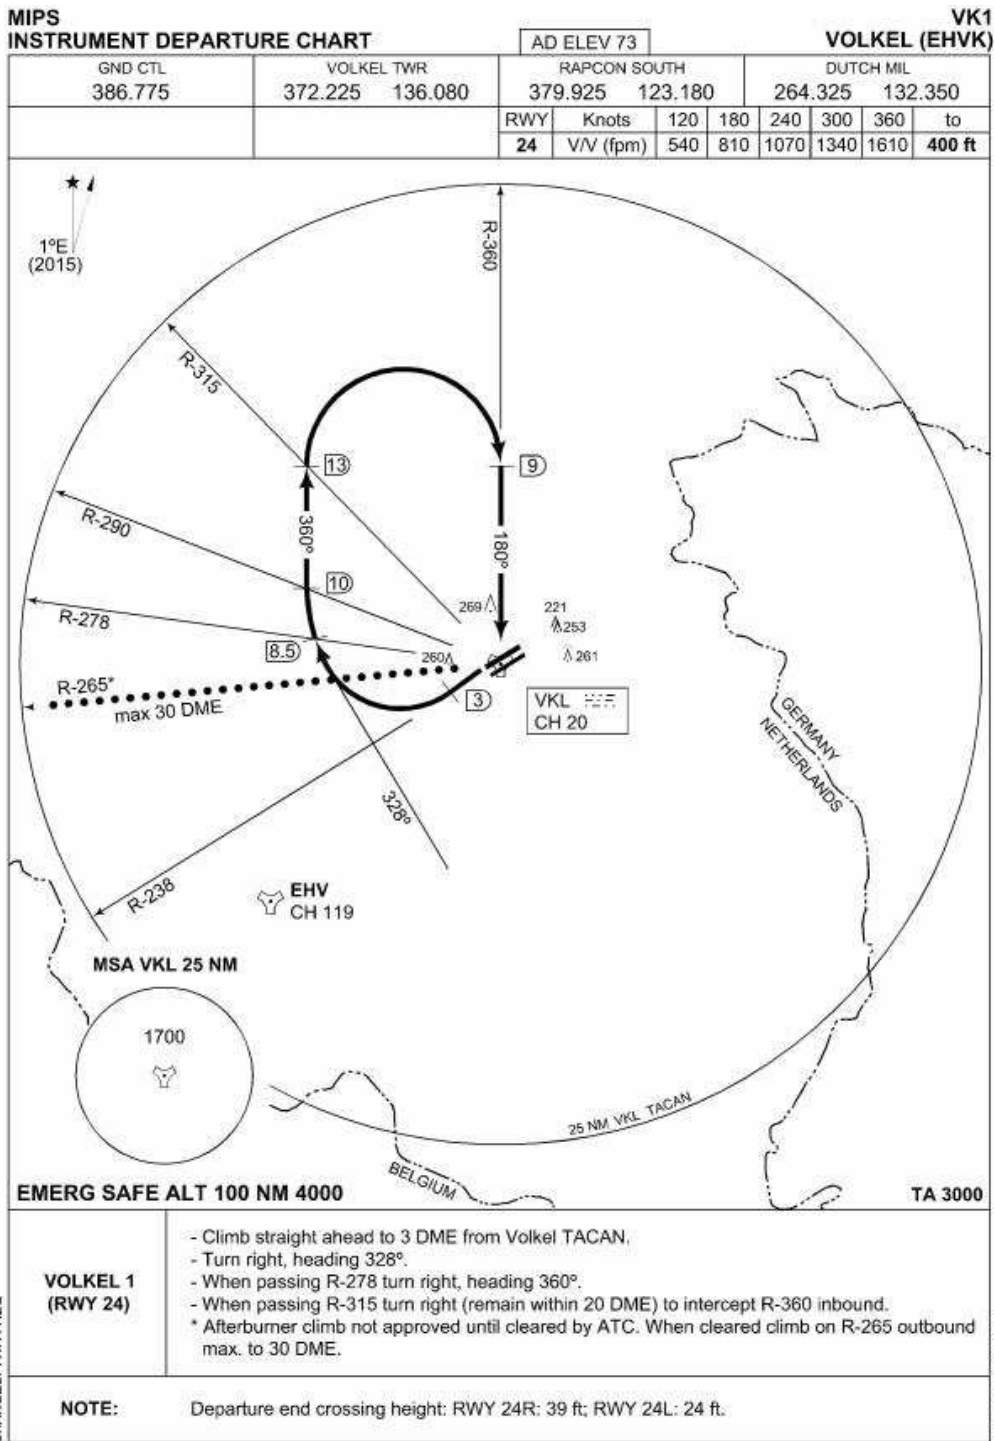 MIPS
VK1
INSTRUMENT DEPARTURE CHART
AD ELEV 73
VOLKEL (EHVK)
GND CTL
386.775
VOLKEL TWR
372.225 136.080
RAPCON SOUTH
379.925 123.180
DUTCH MIL
264.325 132.350
RWY Knots 120 180 240 300 360 to
24 V/V (fpm) 540 810 1070 1340 1610 400 ft
1ºE
(2015)
R-360
R-315
13
9
R-290
360º
180º
10
269
221
253
R-278
8.5
260
261
R-265*
max 30 DME
3
VKL
CH 20
GERMANY
NETHERLANDS
328º
R-238
EHV
CH 119
MSA VKL 25 NM
1700
25 NM VKL TACAN
BELGIUM
EMERG SAFE ALT 100 NM 4000
TA 3000
VOLKEL 1
(RWY 24)
- Climb straight ahead to 3 DME from Volkel TACAN.
- Turn right, heading 328º.
- When passing R-278 turn right, heading 360º.
- When passing R-315 turn right (remain within 20 DME) to intercept R-360 inbound.
* Afterburner climb not approved until cleared by ATC. When cleared climb on R-265 outbound
max. to 30 DME.
NOTE:
Departure end crossing height: RWY 24R: 39 ft; RWY 24L: 24 ft.